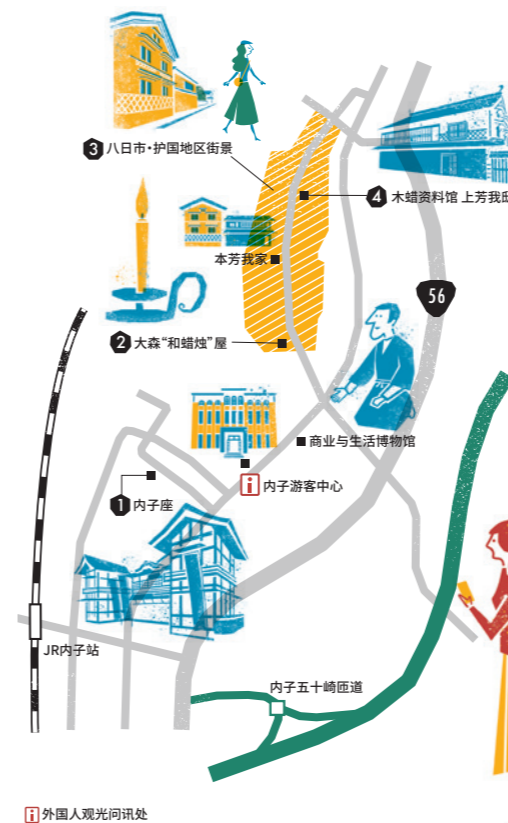 3 八日市·护国地区街景
4 木蜡资料馆 上芳我邸
本芳我家
56
2 大森“和蜡烛”屋
商业与生活博物馆
i 内子游客中心
1 内子座
JR内子站
内子五十崎匝道
i 外国人观光问讯处